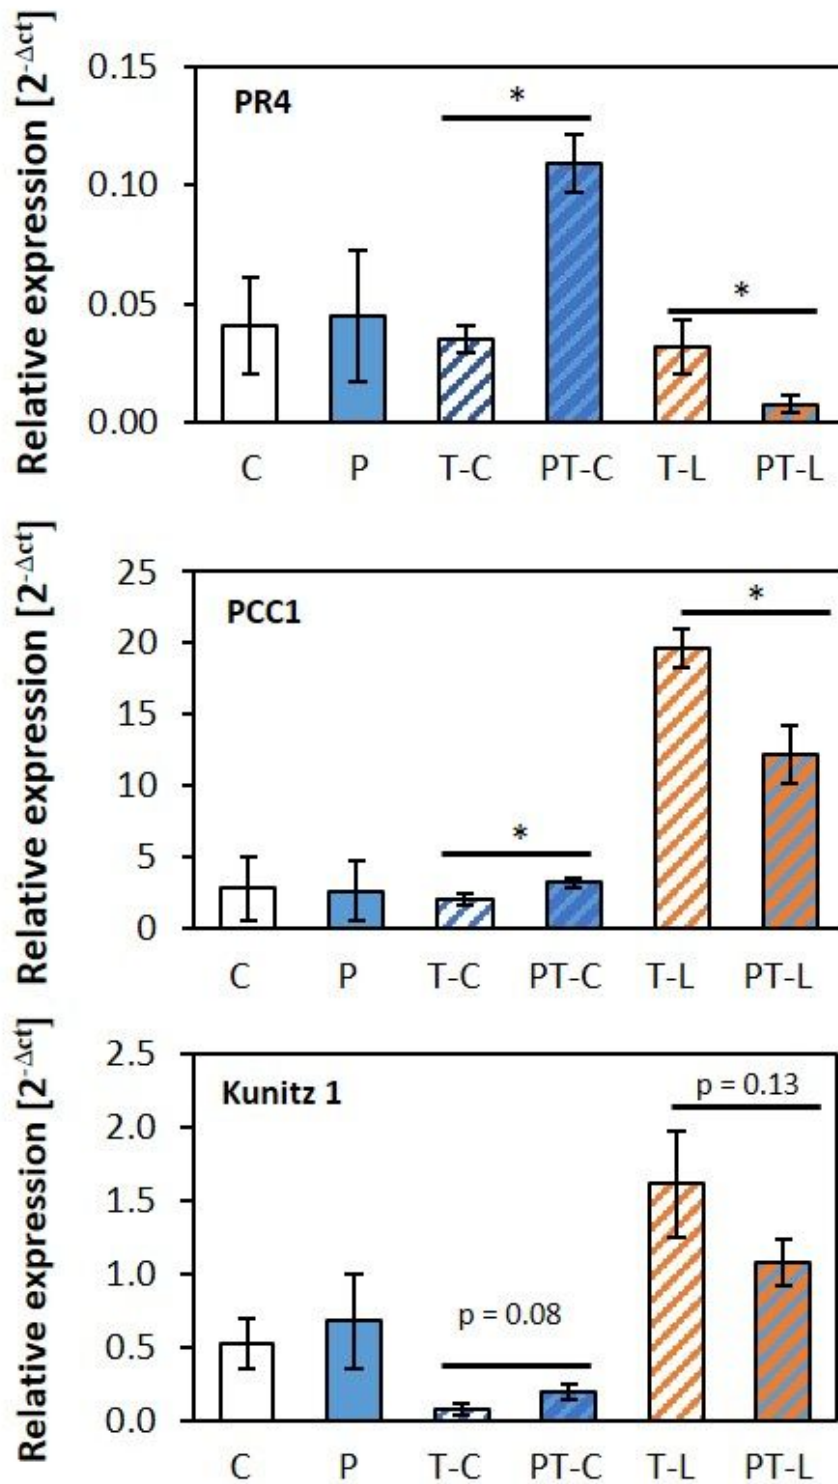 Relative expression [2^-Δct]
0.15
0.10
0.05
0.00
PR4
*
*
C P T-C PT-C T-L PT-L
Relative expression [2^-Δct]
25
20
15
10
5
0
PCC1
*
*
C P T-C PT-C T-L PT-L
Relative expression [2^-Δct]
2.5
2.0
1.5
1.0
0.5
0.0
Kunitz 1
p = 0.13
p = 0.08
C P T-C PT-C T-L PT-L